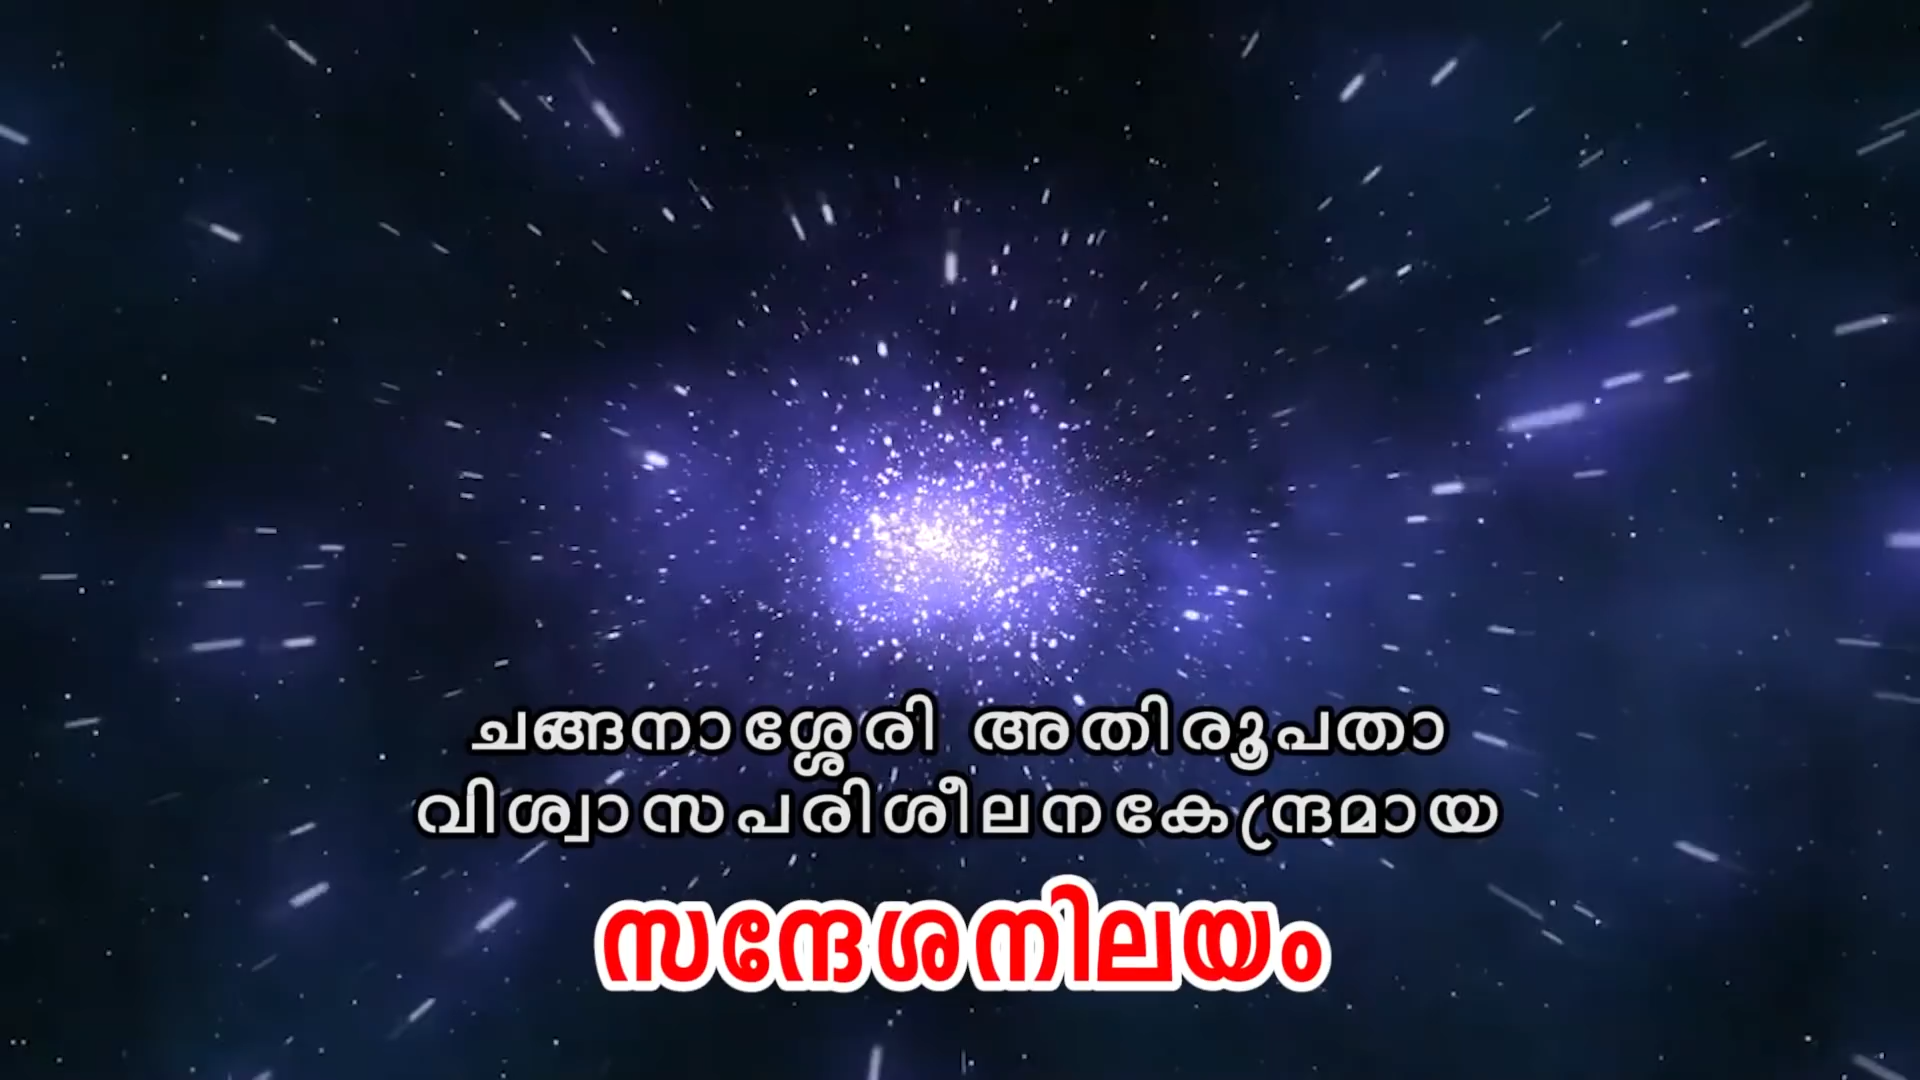 ചങ്ങനാശ്ശേരി അതിരൂപതാ
വിശ്വാസപരിശീലനകേന്ദ്രമായ
സന്ദേശനിലയം